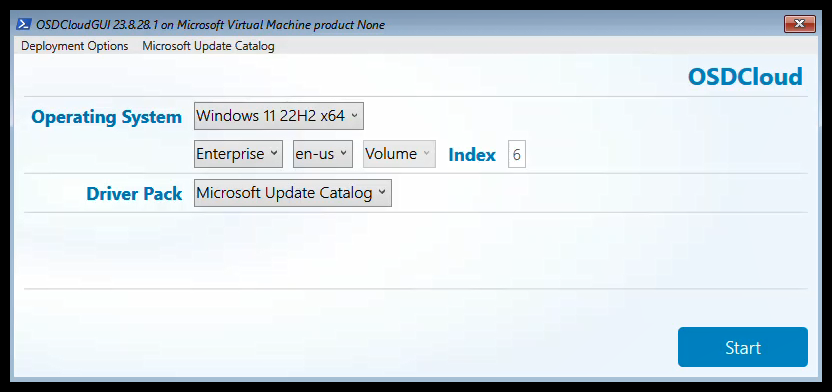 OSDCloudGUI 23.8.28.1 on Microsoft Virtual Machine product None
Deployment Options Microsoft Update Catalog
OSDCloud
Operating System Windows 11 22H2 x64
Enterprise en-us Volume Index 6
Driver Pack Microsoft Update Catalog
Start